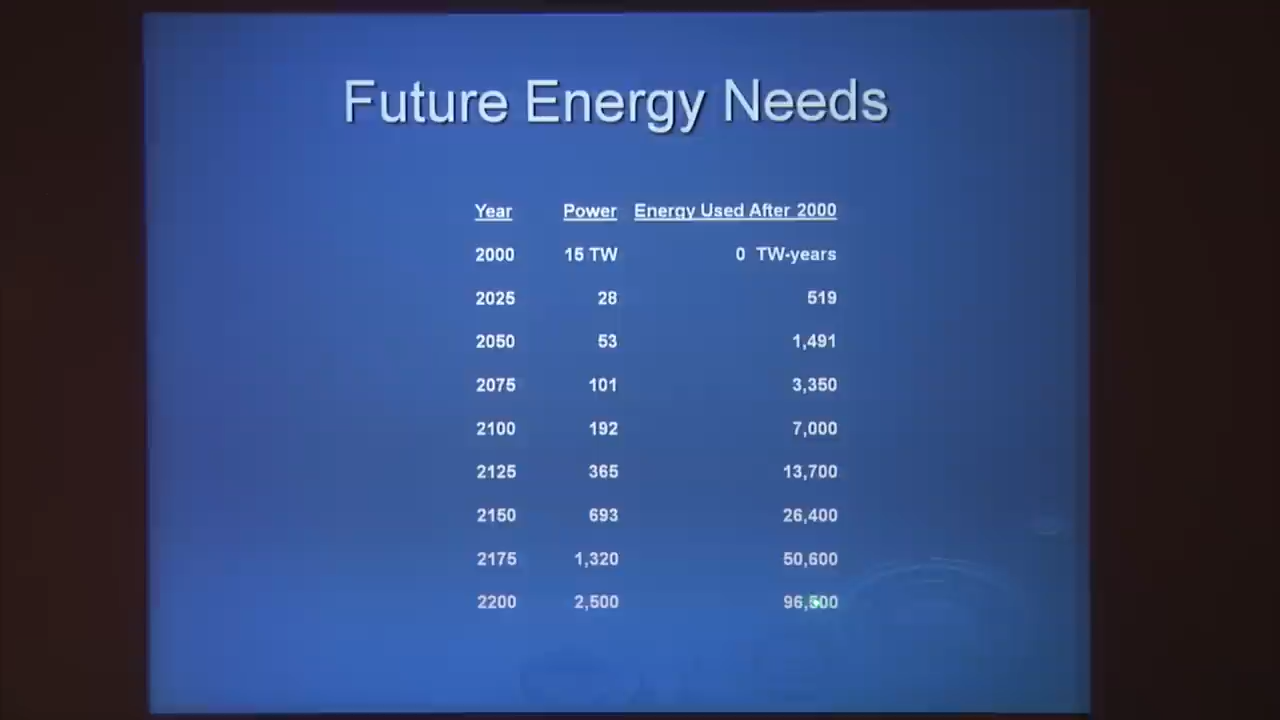 Future Energy Needs
Year Power Energy Used After 2000
2000 15 TW 0 TW-years
2025 28 519
2050 53 1,491
2075 101 3,350
2100 192 7,000
2125 365 13,700
2150 693 26,400
2175 1,320 50,600
2200 2,500 96,500